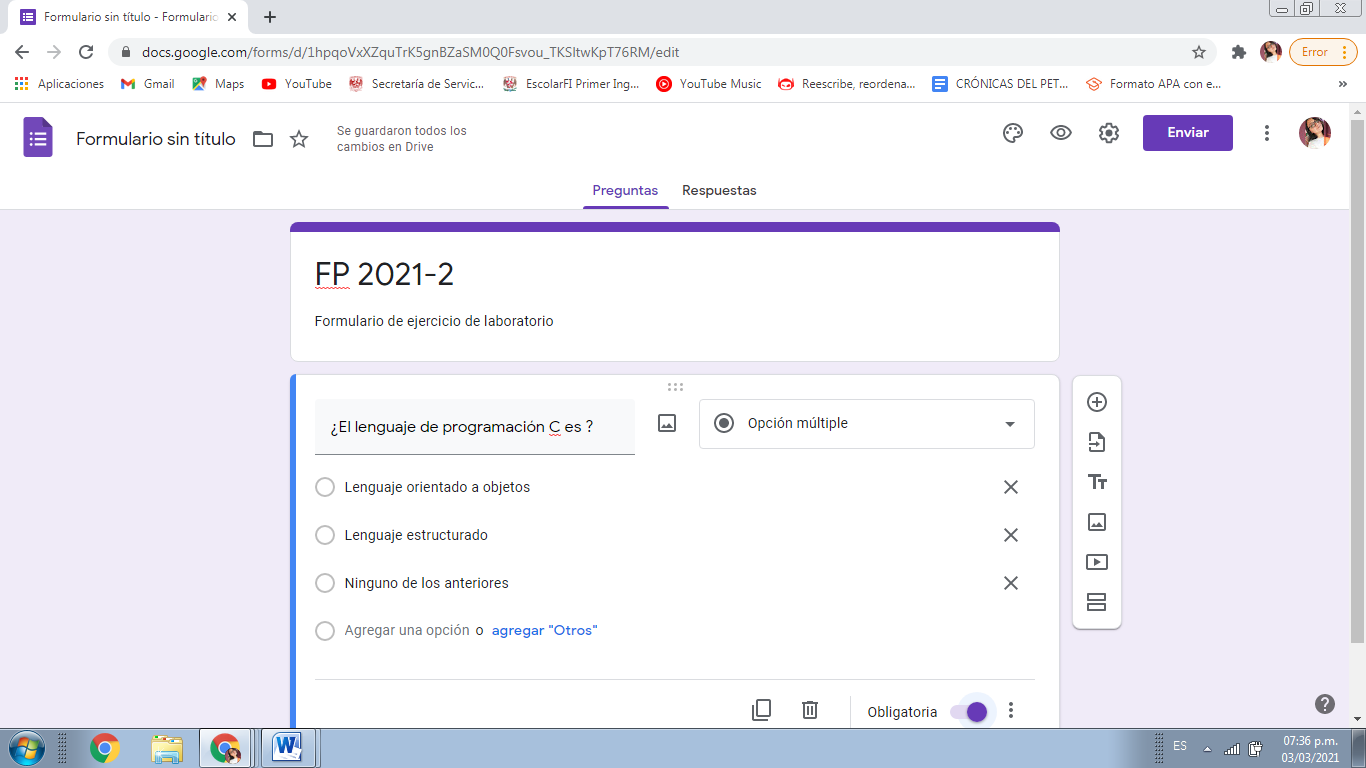 Formulario sin título - Formulario
docs.google.com/forms/d/1hpqoVxXZquTrK5gnBZaSM0Q0Fsvou_TKSltwKpT76RM/edit
Error
Aplicaciones Gmail Maps YouTube Secretaría de Servic... EscolarFI Primer Ing... YouTube Music Reescribe, reordena... CRÓNICAS DEL PET... Formato APA con e... »
Formulario sin título
Se guardaron todos los
cambios en Drive
Enviar
Preguntas Respuestas
FP 2021-2
Formulario de ejercicio de laboratorio
¿El lenguaje de programación C es ?
Opción múltiple
Lenguaje orientado a objetos
Lenguaje estructurado
Ninguno de los anteriores
Agregar una opción o agregar "Otros"
Obligatoria
ES
07:36 p.m.
03/03/2021